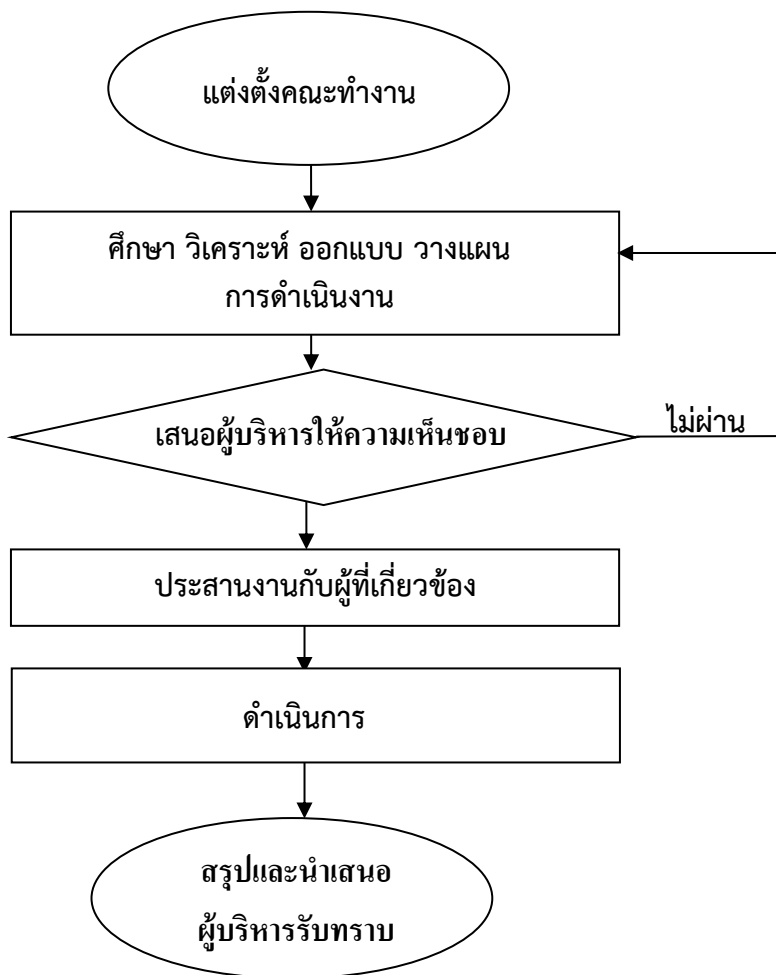 แต่งตั้งคณะทำงาน
ศึกษา วิเคราะห์ ออกแบบ วางแผน
การดำเนินงาน
เสนอผู้บริหารให้ความเห็นชอบ
ไม่ผ่าน
ประสานงานกับผู้ที่เกี่ยวข้อง
ดำเนินการ
สรุปและนำเสนอ
ผู้บริหารรับทราบ